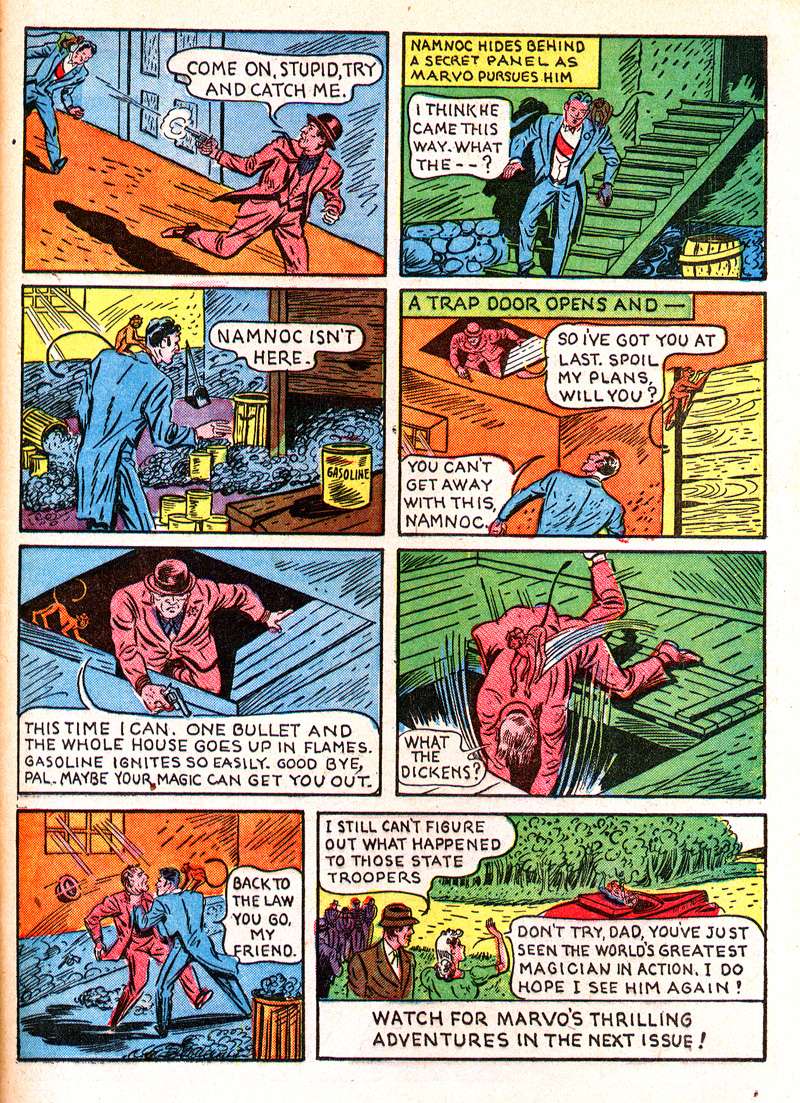 COME ON, STUPID, TRY
AND CATCH ME.
NAMNOC HIDES BEHIND
A SECRET PANEL AS
MARVO PURSUES HIM
I THINK HE
CAME THIS
WAY. WHAT
THE -- ?
NAMNOC ISN'T
HERE.
GASOLINE
A TRAP DOOR OPENS AND —
SO I'VE GOT YOU AT
LAST. SPOIL
MY PLANS,
WILL YOU ?
YOU CAN'T
GET AWAY
WITH THIS,
NAMNOC.
THIS TIME I CAN. ONE BULLET AND
THE WHOLE HOUSE GOES UP IN FLAMES.
GASOLINE IGNITES SO EASILY. GOOD BYE,
PAL. MAYBE YOUR MAGIC CAN GET YOU OUT.
WHAT
THE
DICKENS?
BACK TO
THE LAW
YOU GO,
MY
FRIEND.
I STILL CAN'T FIGURE
OUT WHAT HAPPENED
TO THOSE STATE
TROOPERS
DON'T TRY, DAD, YOU'VE JUST
SEEN THE WORLD'S GREATEST
MAGICIAN IN ACTION. I DO
HOPE I SEE HIM AGAIN !
WATCH FOR MARVO'S THRILLING
ADVENTURES IN THE NEXT ISSUE !